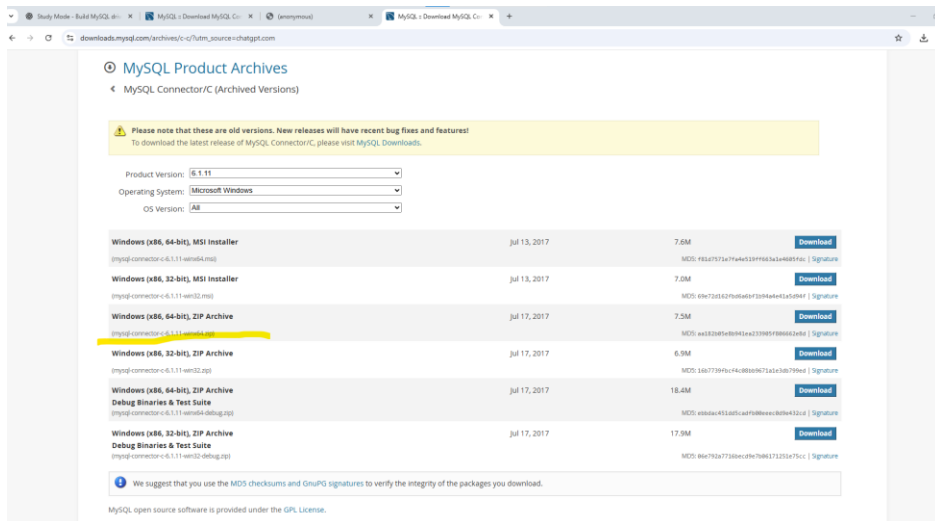 Study Mode - Build MySQL dri
MySQL :: Download MySQL Co
(anonymous)
MySQL :: Download MySQL Co
downloads.mysql.com/archives/c-c/?utm_source=chatgpt.com
MySQL Product Archives
MySQL Connector/C (Archived Versions)
Please note that these are old versions. New releases will have recent bug fixes and features!
To download the latest release of MySQL Connector/C, please visit MySQL Downloads.
Product Version: 6.1.11
Operating System: Microsoft Windows
OS Version: All
Windows (x86, 64-bit), MSI Installer Jul 13, 2017 7.6M Download
(mysql-connector-c-6.1.11-winx64.msi) MD5: | Signature
Windows (x86, 32-bit), MSI Installer Jul 13, 2017 7.0M Download
(mysql-connector-c-6.1.11-win32.msi) MD5: | Signature
Windows (x86, 64-bit), ZIP Archive Jul 17, 2017 7.5M Download
(mysql-connector-c-6.1.11-winx64.zip) MD5: | Signature
Windows (x86, 32-bit), ZIP Archive Jul 17, 2017 6.9M Download
(mysql-connector-c-6.1.11-win32.zip) MD5: | Signature
Windows (x86, 64-bit), ZIP Archive Jul 17, 2017 18.4M Download
Debug Binaries & Test Suite
(mysql-connector-c-6.1.11-winx64-debug.zip) MD5: | Signature
Windows (x86, 32-bit), ZIP Archive Jul 17, 2017 17.9M Download
Debug Binaries & Test Suite
(mysql-connector-c-6.1.11-win32-debug.zip) MD5: | Signature
We suggest that you use the MD5 checksums and GnuPG signatures to verify the integrity of the packages you download.
MySQL open source software is provided under the GPL License.